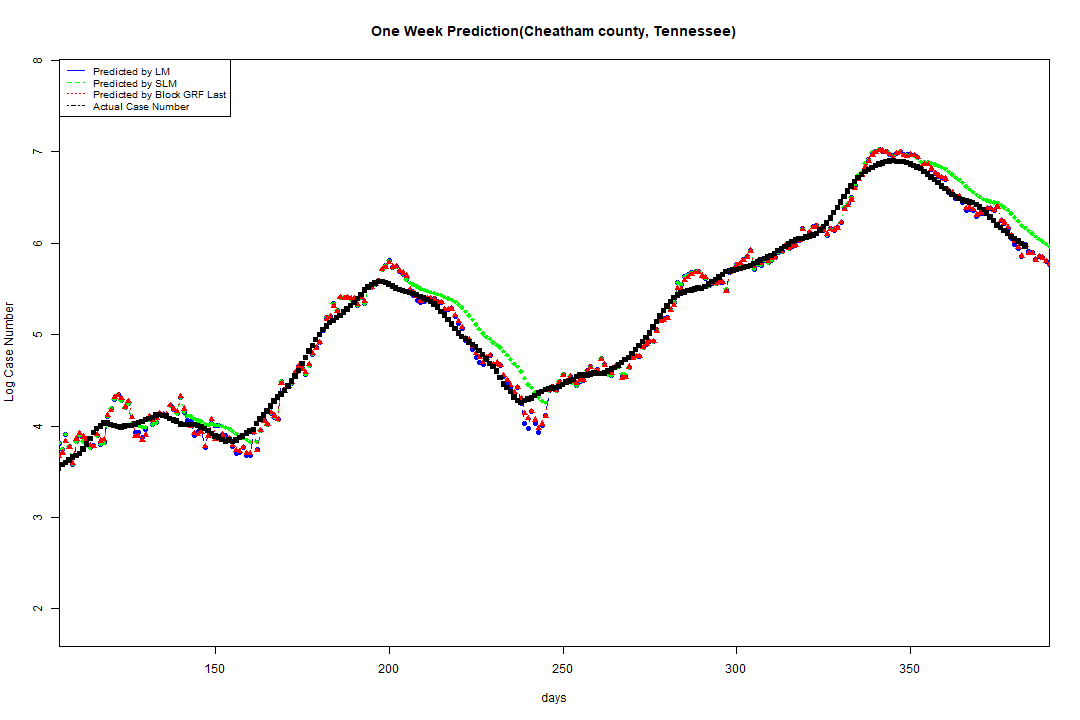 One Week Prediction(Cheatham county, Tennessee)
Predicted by LM
Predicted by SLM
Predicted by Block GRF Last
Actual Case Number
8
7
6
5
4
3
2
Log Case Number
150 200 250 300 350
days